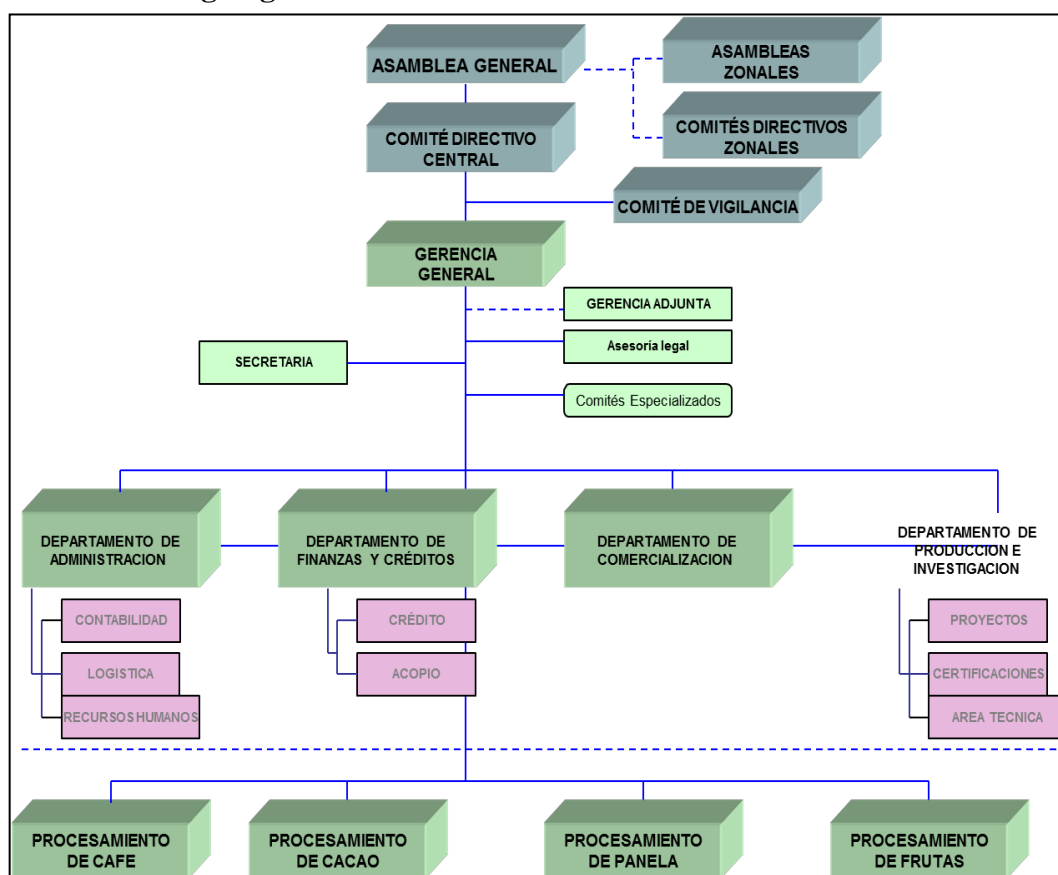 ASAMBLEA GENERAL
ASAMBLEAS
ZONALES
COMITÉ DIRECTIVO
CENTRAL
COMITÉS DIRECTIVOS
ZONALES
COMITÉ DE VIGILANCIA
GERENCIA
GENERAL
GERENCIA ADJUNTA
Asesoría legal
SECRETARIA
Comités Especializados
DEPARTAMENTO DE
ADMINISTRACION
DEPARTAMENTO DE
FINANZAS Y CRÉDITOS
DEPARTAMENTO DE
COMERCIALIZACION
DEPARTAMENTO DE
PRODUCCION E
INVESTIGACION
CONTABILIDAD
LOGISTICA
RECURSOS HUMANOS
CRÉDITO
ACOPIO
PROYECTOS
CERTIFICACIONES
AREA TECNICA
PROCESAMIENTO
DE CAFE
PROCESAMIENTO
DE CACAO
PROCESAMIENTO
DE PANELA
PROCESAMIENTO
DE FRUTAS